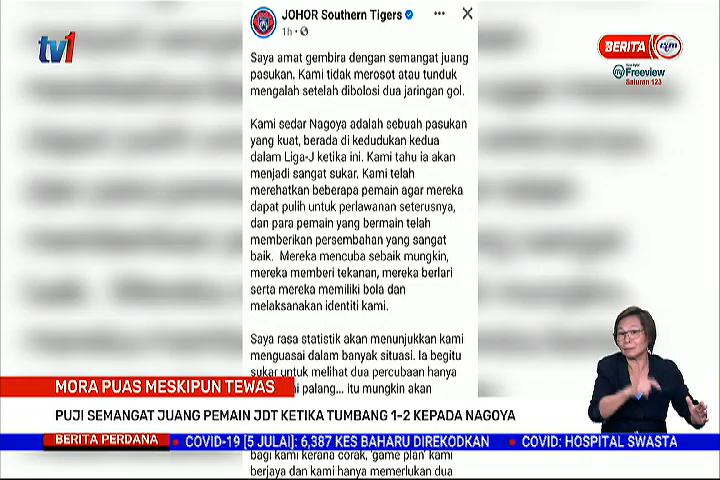 JOHOR Southern Tigers
1h
tv1
BERITA rtm
Freeview
Saluran 123
Saya amat gembira dengan semangat juang
pasukan. Kami tidak merosot atau tunduk
mengalah setelah dibolosi dua jaringan gol.
Kami sedar Nagoya adalah sebuah pasukan
yang kuat, berada di kedudukan kedua
dalam Liga-J ketika ini. Kami tahu ia akan
menjadi sangat sukar. Kami telah
merehatkan beberapa pemain agar mereka
dapat pulih untuk perlawanan seterusnya,
dan para pemain yang bermain telah
memberikan persembahan yang sangat
baik. Mereka mencuba sebaik mungkin,
mereka memberi tekanan, mereka berlari
serta mereka memiliki bola dan
melaksanakan identiti kami.
Saya rasa statistik akan menunjukkan kami
menguasai dalam banyak situasi. Ia begitu
sukar untuk melihat dua percubaan hanya
palang... itu mungkin akan
MORA PUAS MESKIPUN TEWAS
PUJI SEMANGAT JUANG PEMAIN JDT KETIKA TUMBANG 1-2 KEPADA NAGOYA
BERITA PERDANA • COVID-19 [5 JULAI]: 6,387 KES BAHARU DIREKODKAN • COVID: HOSPITAL SWASTA
bagi kami kerana corak, 'game plan' kami
berjaya dan kami hanya memerlukan dua